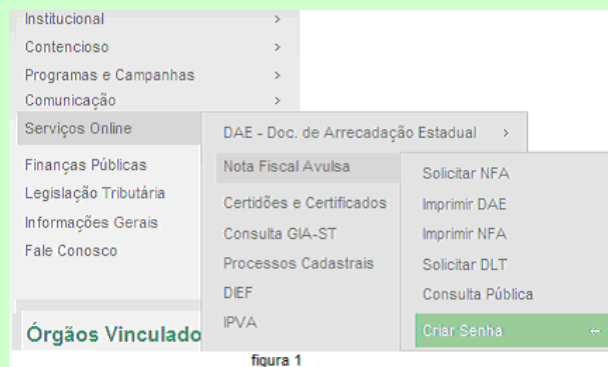 Institucional >
Contencioso >
Programas e Campanhas >
Comunicação >
Serviços Online
Finanças Públicas
Legislação Tributária
Informações Gerais
Fale Conosco
Órgãos Vinculado
DAE - Doc. de Arrecadação Estadual >
Nota Fiscal Avulsa
Certidões e Certificados
Consulta GIA-ST
Processos Cadastrais
DIEF
IPVA
Solicitar NFA
Imprimir DAE
Imprimir NFA
Solicitar DLT
Consulta Pública
Criar Senha ←
figura 1